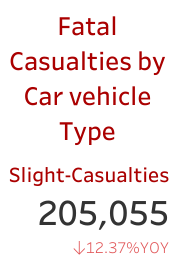 Fatal
Casualties by
Car vehicle
Type
Slight-Casualties
205,055
↓12.37%YOY